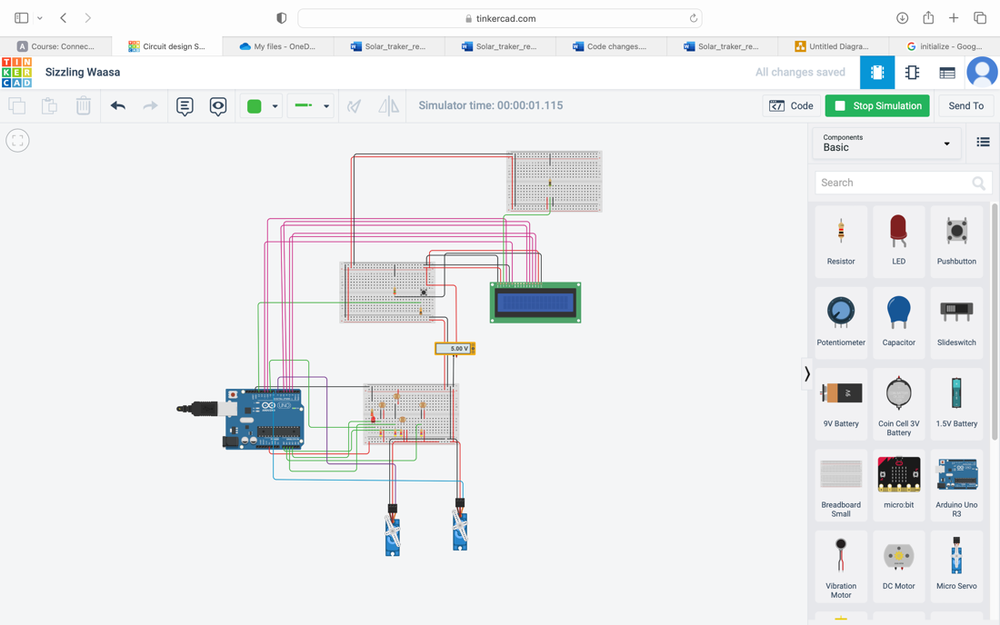 tinkercad.com
Course: Connec...
Circuit design S...
My files - OneD...
Solar_traker_re...
Solar_traker_re...
Code changes....
Solar_traker_re...
Untitled Diagra...
initialize - Goog...
TIN
KER
CAD
Sizzling Waasa
All changes saved
Simulator time: 00:00:01.115
Code
Stop Simulation
Send To
Components
Basic
Search
Resistor
LED
Pushbutton
Potentiometer
Capacitor
Slideswitch
9V Battery
Coin Cell 3V
Battery
1.5V Battery
Breadboard
Small
micro:bit
Arduino Uno
R3
Vibration
Motor
DC Motor
Micro Servo
5.00 V
UNO